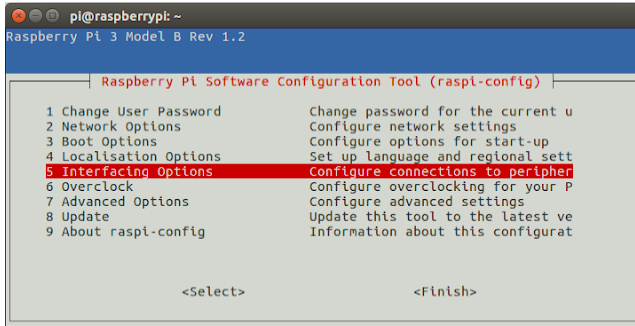 pi@raspberrypi: ~
Raspberry Pi 3 Model B Rev 1.2
Raspberry Pi Software Configuration Tool (raspi-config)
1 Change User Password Change password for the current u
2 Network Options Configure network settings
3 Boot Options Configure options for start-up
4 Localisation Options Set up language and regional sett
5 Interfacing Options Configure connections to peripher
6 Overclock Configure overclocking for your P
7 Advanced Options Configure advanced settings
8 Update Update this tool to the latest ve
9 About raspi-config Information about this configurat
<Select> <Finish>